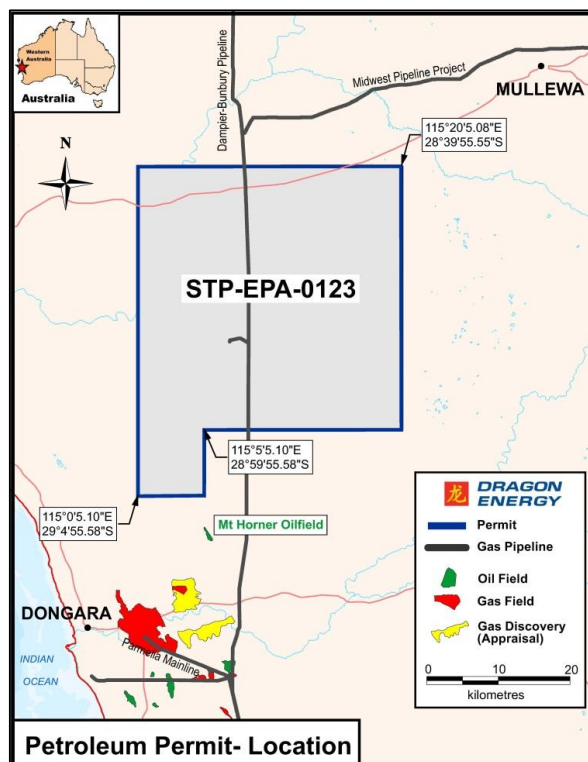 Western
Australia
Australia
N
Dampier-Bunbury Pipeline
Midwest Pipeline Project
MULLEWA
115°20'5.08"E
28°39'55.55"S
STP-EPA-0123
115°5'5.10"E
28°59'55.58"S
115°0'5.10"E
29°4'55.58"S
Mt Horner Oilfield
DONGARA
Parmelia Mainline
INDIAN
OCEAN
龙
DRAGON
ENERGY
Permit
Gas Pipeline
Oil Field
Gas Field
Gas Discovery
(Appraisal)
0 10 20
kilometres
Petroleum Permit- Location